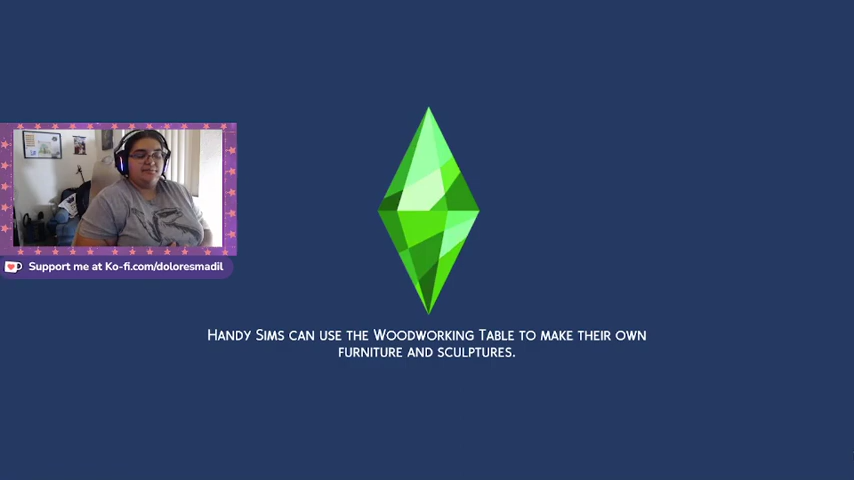 Support me at Ko-fi.com/doloresmadil
HANDY SIMS CAN USE THE WOODWORKING TABLE TO MAKE THEIR OWN
FURNITURE AND SCULPTURES.